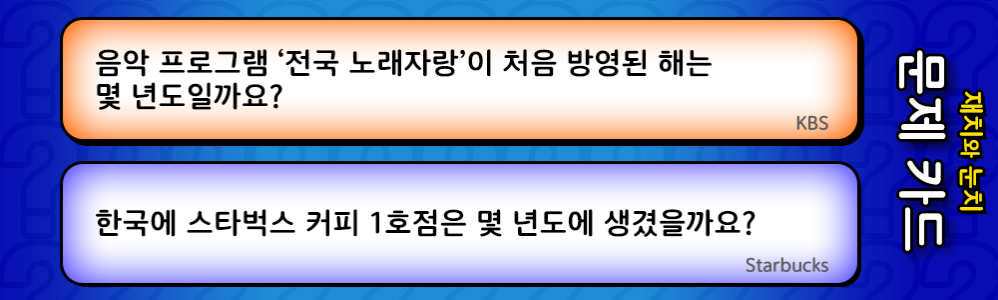 음악 프로그램 ‘전국 노래자랑’이 처음 방영된 해는
몇 년도일까요?
KBS
한국에 스타벅스 커피 1호점은 몇 년도에 생겼을까요?
Starbucks
재치와 눈치
문제 카드